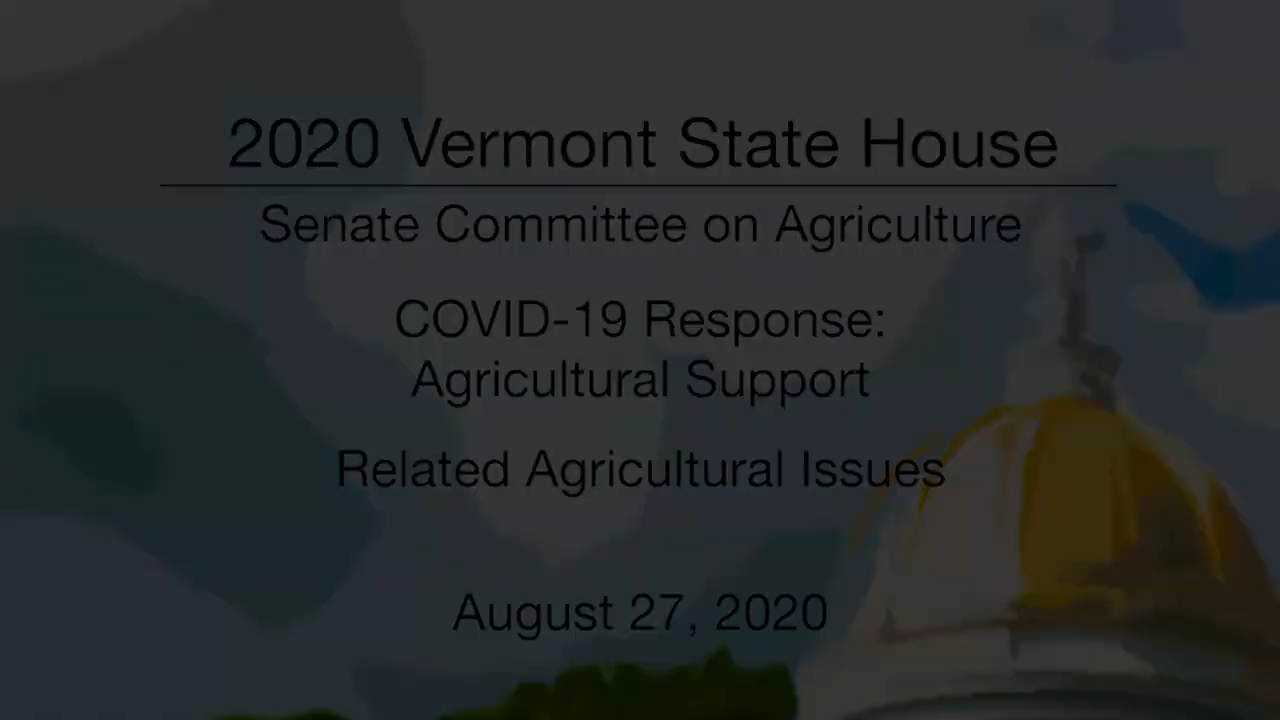 2020 Vermont State House
Senate Committee on Agriculture
COVID-19 Response:
Agricultural Support
Related Agricultural Issues
August 27, 2020